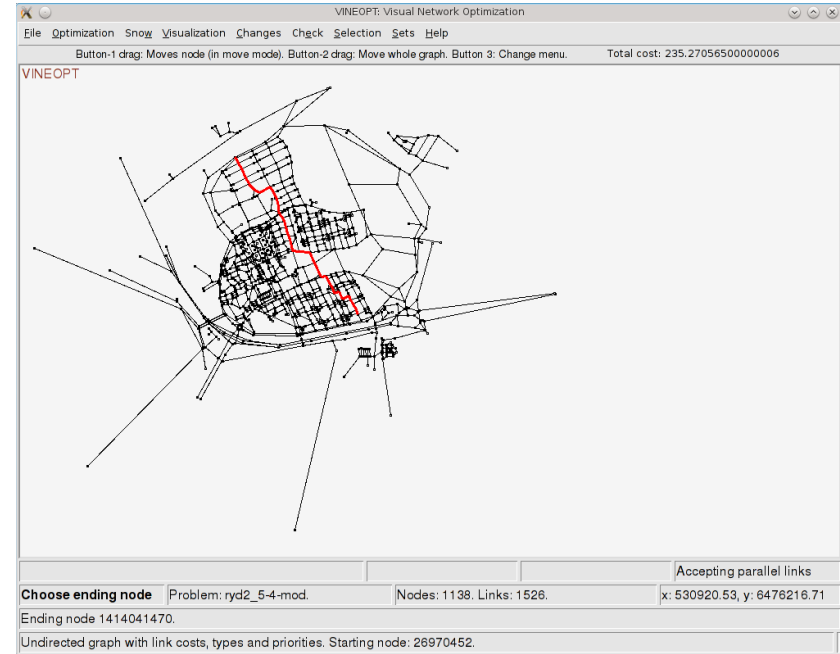 VINEOPT: Visual Network Optimization
File Optimization Snow Visualization Changes Check Selection Sets Help
Button-1 drag: Moves node (in move mode). Button-2 drag: Move whole graph. Button 3: Change menu. Total cost: 235.27056500000006
VINEOPT
Accepting parallel links
Choose ending node Problem: ryd2_5-4-mod. Nodes: 1138. Links: 1526. x: 530920.53, y: 6476216.71
Ending node 1414041470.
Undirected graph with link costs, types and priorities. Starting node: 26970452.